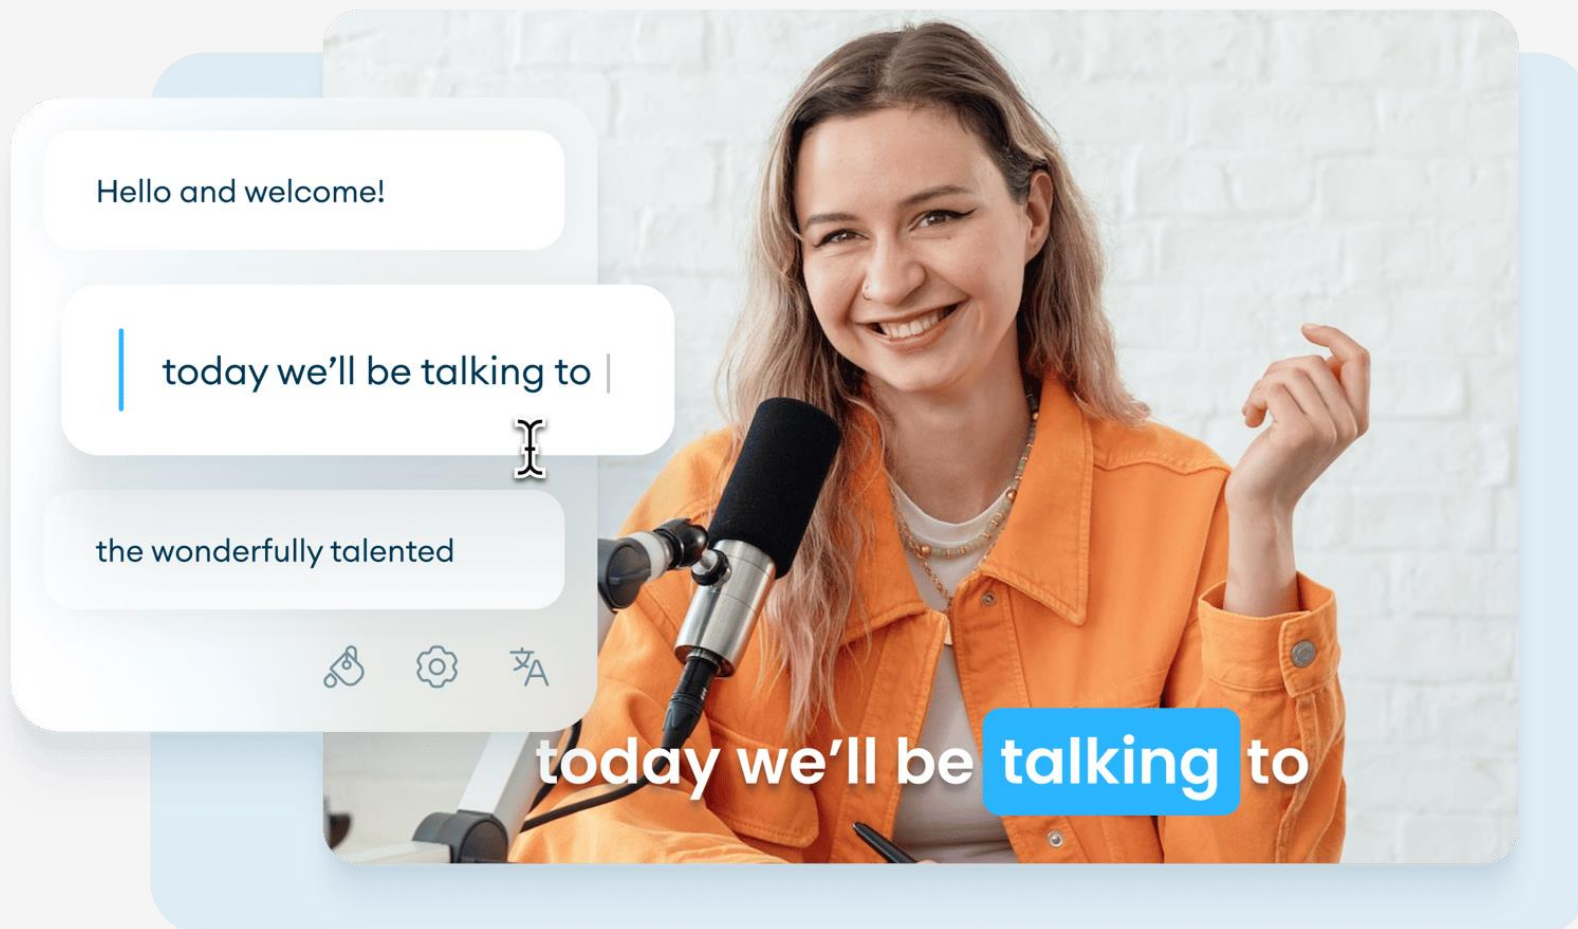 Hello and welcome!
today we’ll be talking to
the wonderfully talented
today we’ll be talking to